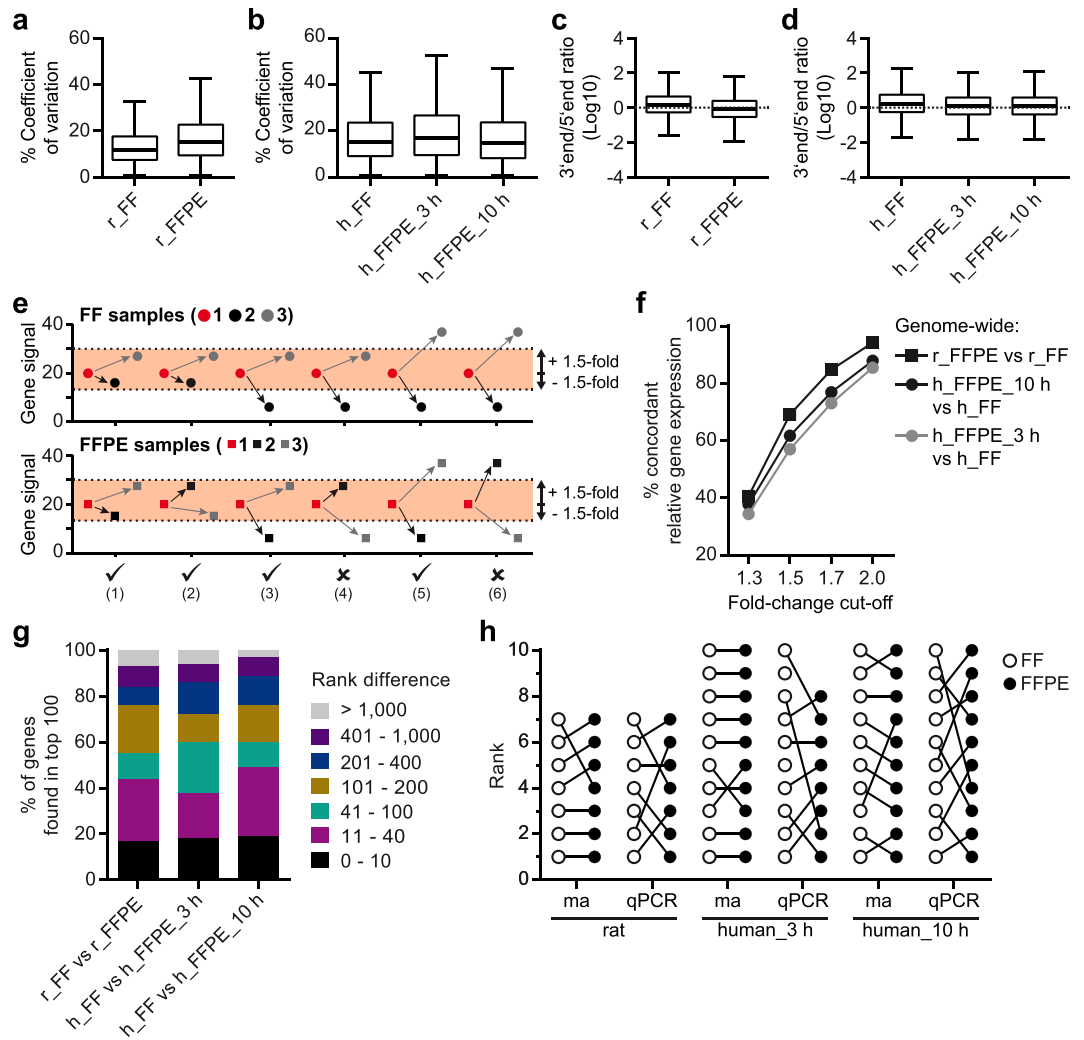 a
% Coefficient
of variation
60
40
20
0
r_FF
r_FFPE
b
% Coefficient
of variation
60
40
20
0
h_FF
h_FFPE_3 h
h_FFPE_10 h
c
3‘end/5‘end ratio
(Log10)
4
2
0
-2
-4
r_FF
r_FFPE
d
3‘end/5‘end ratio
(Log10)
4
2
0
-2
-4
h_FF
h_FFPE_3 h
h_FFPE_10 h
e
FF samples ( 1 2 3)
Gene signal
40
20
0
+ 1.5-fold
- 1.5-fold
FFPE samples ( 1 2 3)
Gene signal
40
20
0
+ 1.5-fold
- 1.5-fold
✓ ✓ ✓ ✘ ✓ ✘
(1) (2) (3) (4) (5) (6)
f
% concordant
relative gene expression
100
80
60
40
20
1.3 1.5 1.7 2.0
Fold-change cut-off
Genome-wide:
r_FFPE vs r_FF
h_FFPE_10 h
vs h_FF
h_FFPE_3 h
vs h_FF
g
% of genes
found in top 100
100
80
60
40
20
0
r_FF vs r_FFPE
h_FF vs h_FFPE_3 h
h_FF vs h_FFPE_10 h
Rank difference
> 1,000
401 - 1,000
201 - 400
101 - 200
41 - 100
11 - 40
0 - 10
h
Rank
10
8
6
4
2
0
ma qPCR ma qPCR ma qPCR
rat human_3 h human_10 h
FF
FFPE